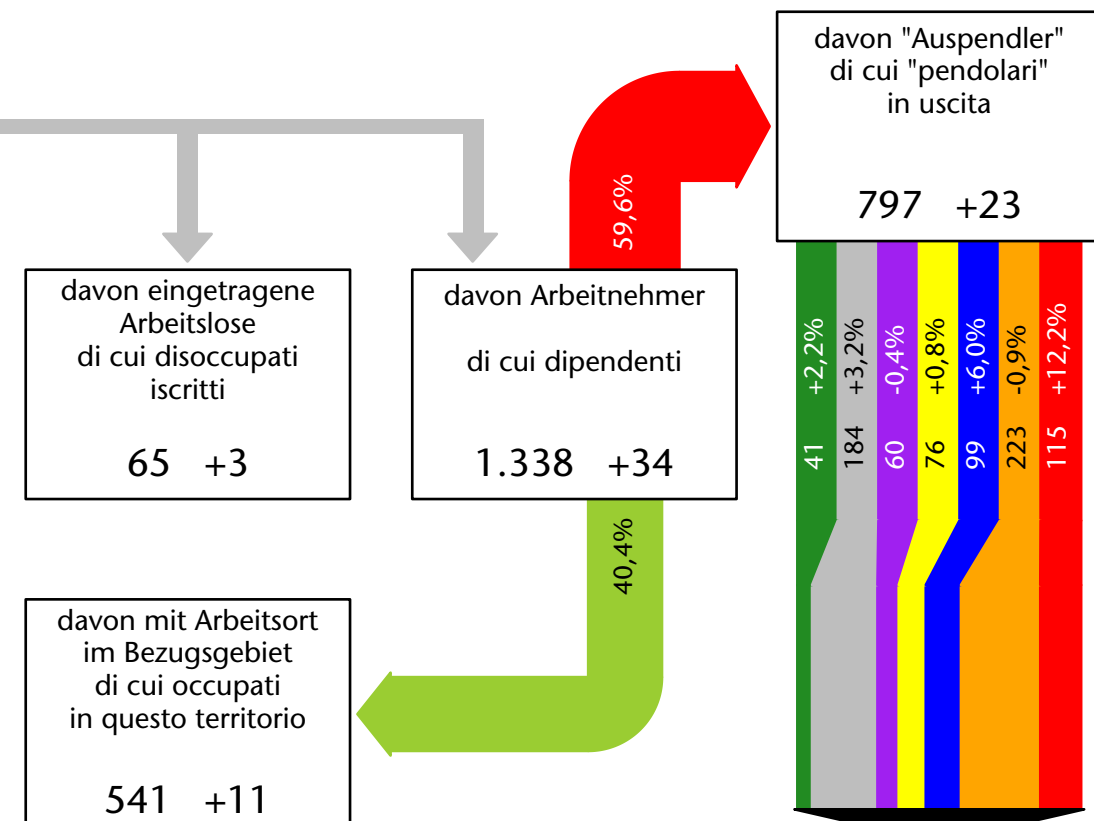 davon "Auspendler"
di cui "pendolari"
in uscita
797 +23
59,6%
davon eingetragene
Arbeitslose
di cui disoccupati
iscritti
65 +3
davon Arbeitnehmer
di cui dipendenti
1.338 +34
41 +2,2%
184 +3,2%
60 -0,4%
76 +0,8%
99 +6,0%
223 -0,9%
115 +12,2%
40,4%
davon mit Arbeitsort
im Bezugsgebiet
di cui occupati
in questo territorio
541 +11